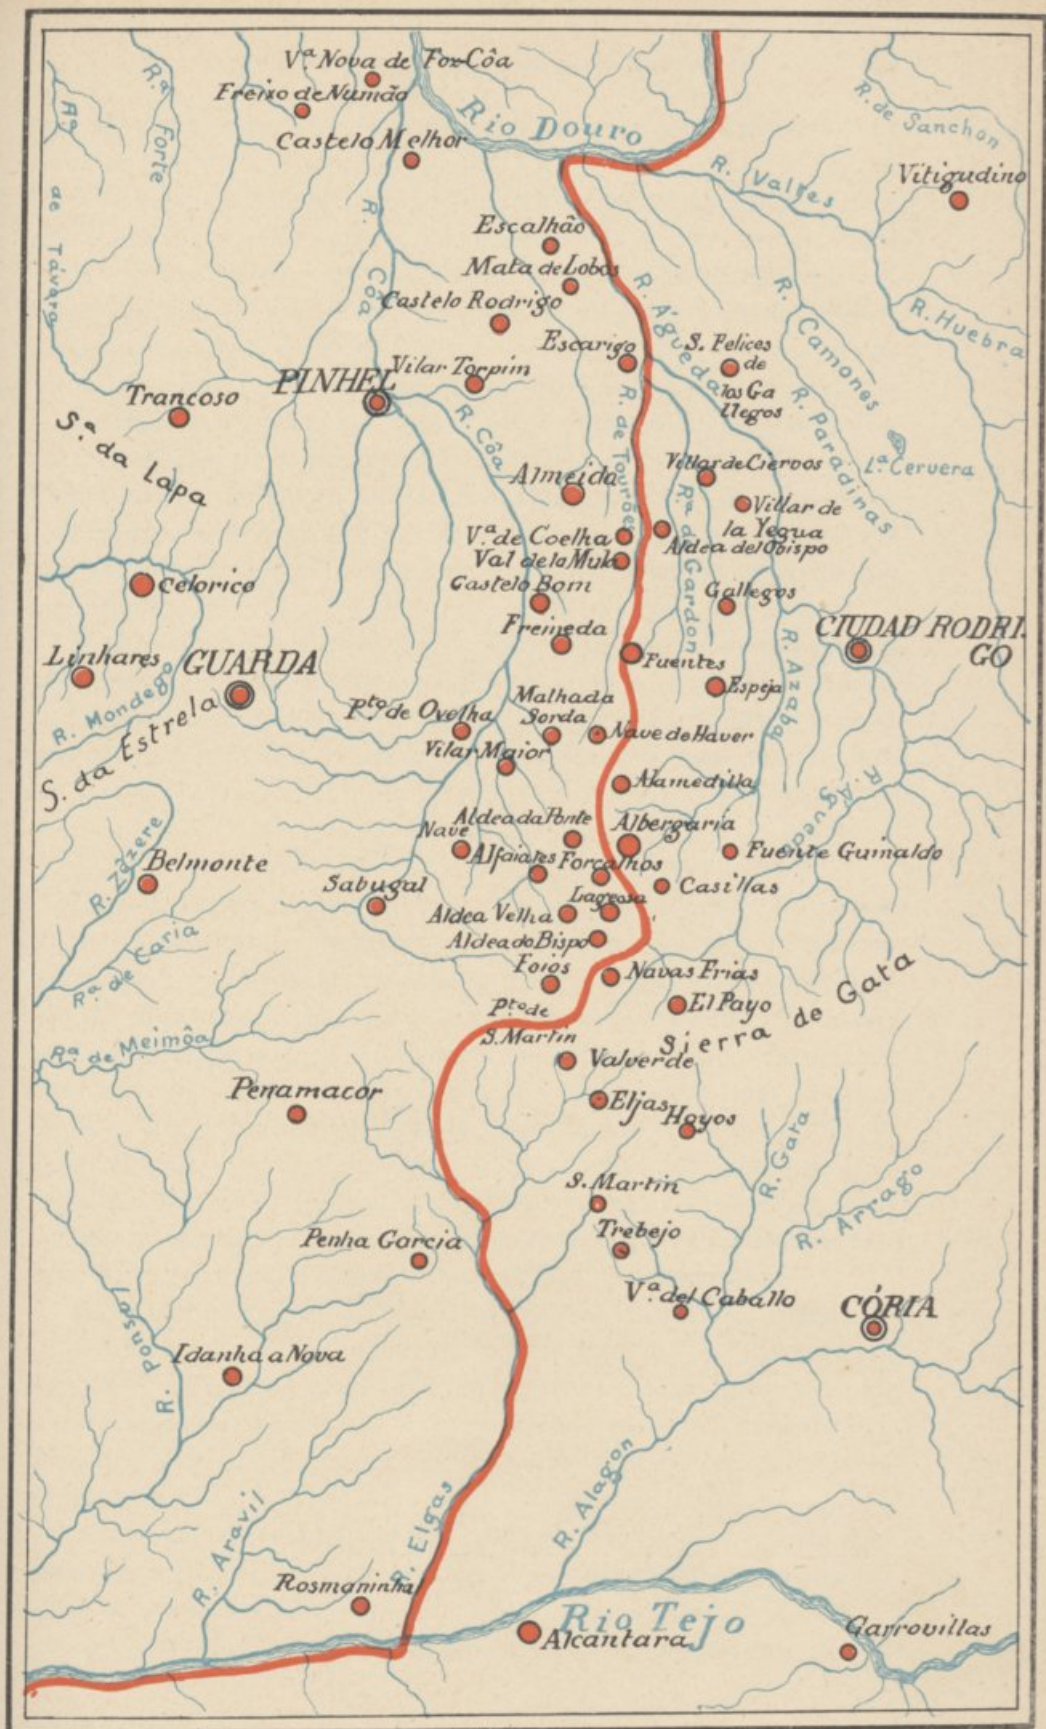 Vª Nova de Foz-Côa
Freixo de Numão
Castelo Melhor
Rª Forte
Rª de Távora
R. Côa
Rio Douro
R. de Sanchon
Vitigudino
R. Valtes
Escalhão
Mata de Lobos
Castelo Rodrigo
R. Águeda
R. Huebra
R. Camones
Escarigo
S. Felices
de
los Ga
llegos
Vilar Torpim
PINHEL
Trancoso
Sª da Lapa
R. Côa
R. de Tourões
R. Paradinas
Lª Cervera
Almeida
Villar de Ciervos
Villar de
la Yegua
Vª de Coelha
Aldea del Obispo
Val de la Mula
Rª de Gardon
Castelo Bom
Gallegos
Celorico
Freineda
CIUDAD RODRI.
GO
R. Azaba
Linhares
GUARDA
Fuentes
Espeja
R. Mondego
S. da Estrela
Ptº de Ovelha
Malhada
Sorda
Nave de Haver
Vilar Maior
Alamedilla
R. Agueda
Aldea da Ponte
Nave
Albergaria
R. Zézere
Belmonte
Alfaiates
Forcalhos
Fuente Guinaldo
Sabugal
Casillas
Lageosa
Aldea Velha
Rª de Caria
Aldea do Bispo
Foios
Navas Frias
Ptº de
S. Martin
El Payo
Sierra de Gata
Rª de Meimôa
Valverde
Penamacor
Eljas
Hoyos
R. Gata
S. Martin
R. Arrago
Penha Garcia
Trebejo
Vª del Caballo
CÓRIA
R. Ponsul
Idanha a Nova
R. Alagon
R. Aravil
R. Elgas
Rosmaninhal
Rio Tejo
Alcantara
Garrovillas